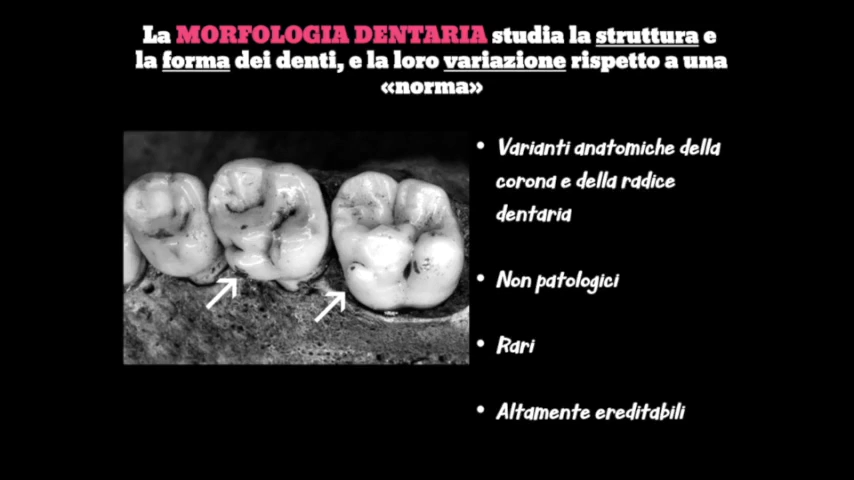 La MORFOLOGIA DENTARIA studia la struttura e
la forma dei denti, e la loro variazione rispetto a una
«norma»
• Varianti anatomiche della
corona e della radice
dentaria
• Non patologici
• Rari
• Altamente ereditabili